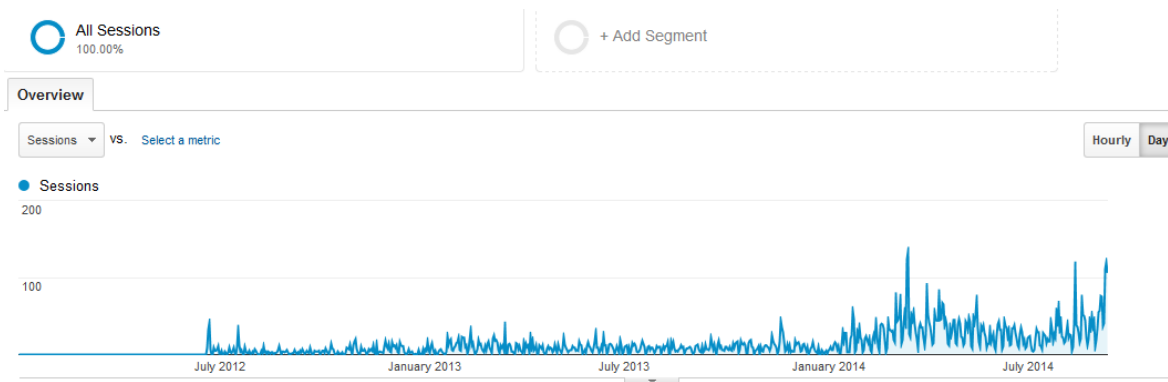 All Sessions
100.00%
+ Add Segment
Overview
Sessions vs. Select a metric
Hourly Day
Sessions
200
100
July 2012 January 2013 July 2013 January 2014 July 2014